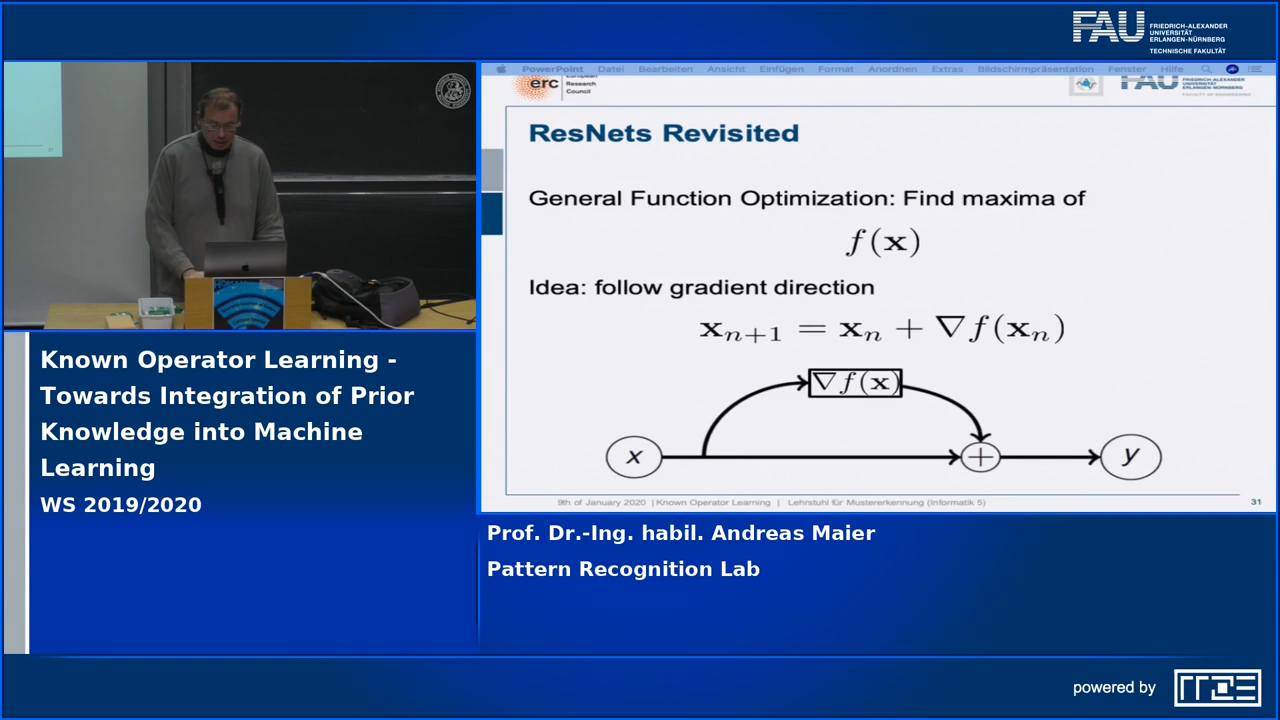 FAU
FRIEDRICH-ALEXANDER
UNIVERSITÄT
ERLANGEN-NÜRNBERG
TECHNISCHE FAKULTÄT
PowerPoint Datei Bearbeiten Ansicht Einfügen Format Anordnen Extras Bildschirmpräsentation Fenster Hilfe
erc
Research
Council
FAU
ResNets Revisited
General Function Optimization: Find maxima of
f(x)
Idea: follow gradient direction
xₙ₊₁ = xₙ + ∇f(xₙ)
∇f(x)
x + y
9th of January 2020 | Known Operator Learning | Lehrstuhl für Mustererkennung (Informatik 5) 31
Known Operator Learning -
Towards Integration of Prior
Knowledge into Machine
Learning
WS 2019/2020
Prof. Dr.-Ing. habil. Andreas Maier
Pattern Recognition Lab
powered by